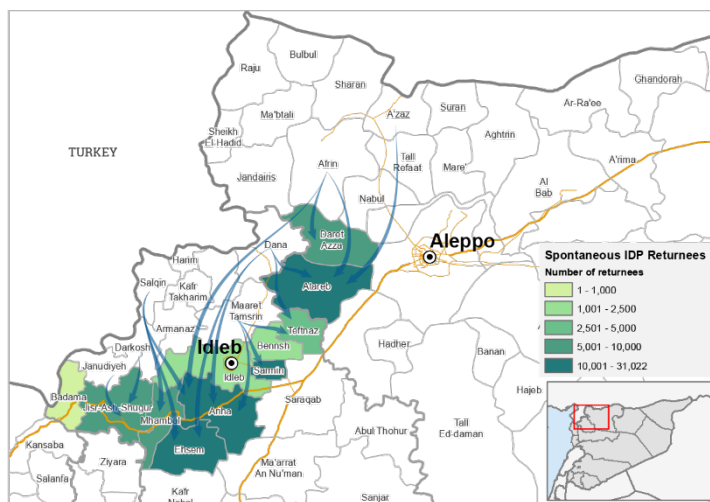 Bulbul
Raju
Ghandorah
Sharan
A'zaz
Suran
Ar-Ra'ee
Ma'btali
Aghtrin
Sheikh
El-Hadid
TURKEY
Tall
Refaat
Mare'
A'rima
Afrin
Jandairis
Al
Bab
Nabul
Daret
Azza
Aleppo
Dana
Harim
Spontaneous IDP Returnees
Number of returnees
1 - 1,000
1,001 - 2,500
2,501 - 5,000
5,001 - 10,000
10,001 - 31,022
Salqin
Kafr
Takharim
Atareb
Maaret
Tamsrin
Armanaz
Teftnaz
Hadher
Darkosh
Idleb
Bennsh
Banan
Janudiyeh
Idleb
Sarmin
Hajeb
Badama
Jisr-Ash-Shugur
Ariha
Saraqab
Mhambal
Tall
Ed-daman
Abul Thohur
Kansaba
Ehsem
Ziyara
Ma'arrat
An Nu'man
Salanfa
Kafr
Sanjar